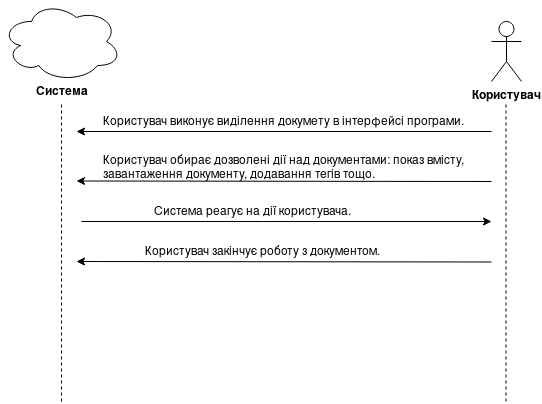 Система
Користувач
Користувач виконує виділення докумету в інтерфейсі програми.
Користувач обирає дозволені дії над документами: показ вмісту,
завантаження документу, додавання тегів тощо.
Система реагує на дії користувача.
Користувач закінчує роботу з документом.